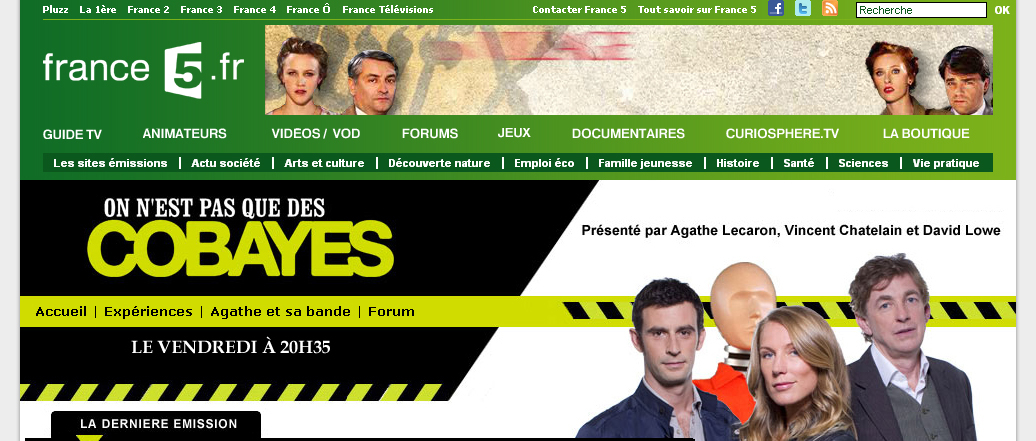 Pluzz La 1ère France 2 France 3 France 4 France Ô France Télévisions Contacter France 5 Tout savoir sur France 5 Recherche OK
france 5.fr
GUIDE TV ANIMATEURS VIDEOS / VOD FORUMS JEUX DOCUMENTAIRES CURIOSPHERE.TV LA BOUTIQUE
Les sites émissions | Actu société | Arts et culture | Découverte nature | Emploi éco | Famille jeunesse | Histoire | Santé | Sciences | Vie pratique
ON N'EST PAS QUE DES
COBAYES
Présenté par Agathe Lecaron, Vincent Chatelain et David Lowe
Accueil | Expériences | Agathe et sa bande | Forum
LE VENDREDI À 20H35
LA DERNIERE EMISSION